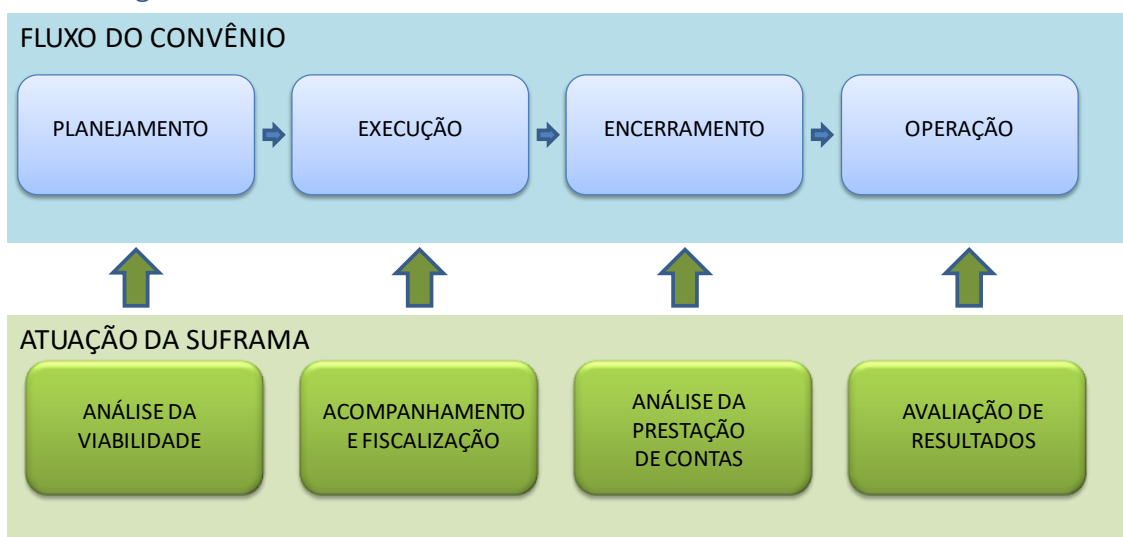 FLUXO DO CONVÊNIO
PLANEJAMENTO
EXECUÇÃO
ENCERRAMENTO
OPERAÇÃO
ATUAÇÃO DA SUFRAMA
ANÁLISE DA
VIABILIDADE
ACOMPANHAMENTO
E FISCALIZAÇÃO
ANÁLISE DA
PRESTAÇÃO
DE CONTAS
AVALIAÇÃO DE
RESULTADOS